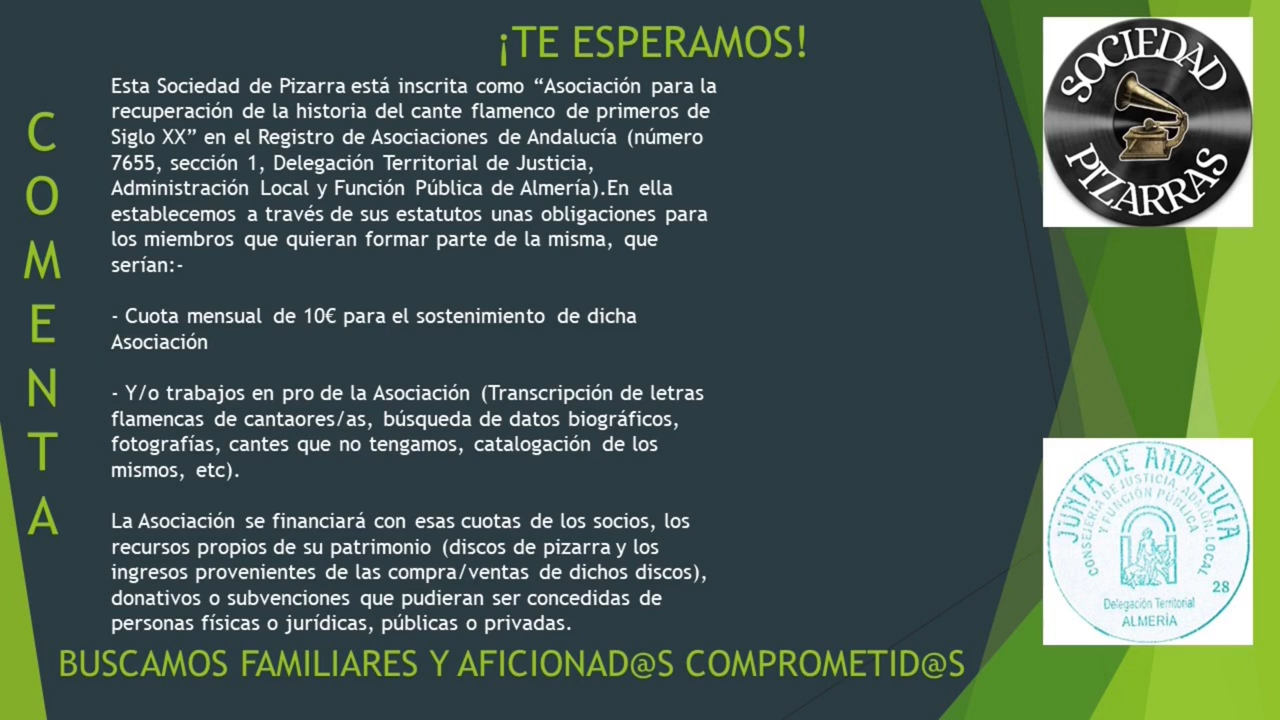 ¡TE ESPERAMOS!
COMENTA
Esta Sociedad de Pizarra está inscrita como “Asociación para la
recuperación de la historia del cante flamenco de primeros de
Siglo XX” en el Registro de Asociaciones de Andalucía (número
7655, sección 1, Delegación Territorial de Justicia,
Administración Local y Función Pública de Almería).En ella
establecemos a través de sus estatutos unas obligaciones para
los miembros que quieran formar parte de la misma, que
serían:-
- Cuota mensual de 10€ para el sostenimiento de dicha
Asociación
- Y/o trabajos en pro de la Asociación (Transcripción de letras
flamencas de cantaores/as, búsqueda de datos biográficos,
fotografías, cantes que no tengamos, catalogación de los
mismos, etc).
La Asociación se financiará con esas cuotas de los socios, los
recursos propios de su patrimonio (discos de pizarra y los
ingresos provenientes de las compra/ventas de dichos discos),
donativos o subvenciones que pudieran ser concedidas de
personas físicas o jurídicas, públicas o privadas.
BUSCAMOS FAMILIARES Y AFICIONAD@S COMPROMETID@S
SOCIEDAD
PIZARRAS
JUNTA DE ANDALUCIA
CONSEJERÍA DE JUSTICIA, ADMON. LOCAL
Y FUNCIÓN PÚBLICA
28
Delegación Territorial
ALMERÍA